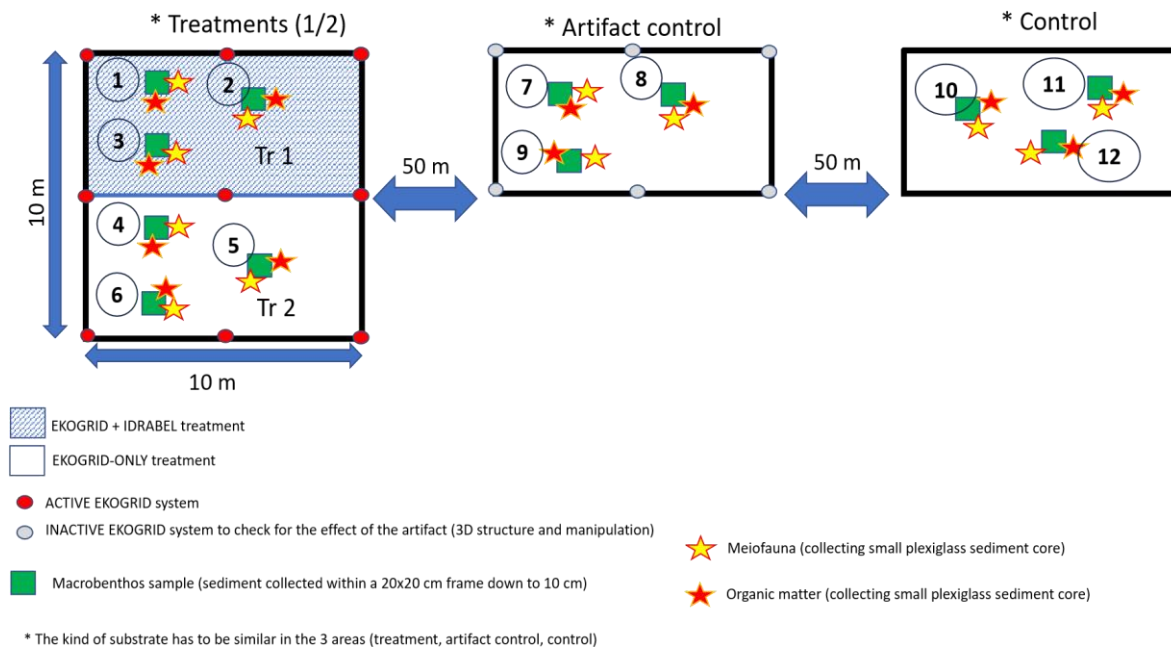 * Treatments (1/2)
* Artifact control
* Control
1
2
3
Tr 1
4
5
6
Tr 2
10 m
10 m
50 m
7
8
9
50 m
10
11
12
EKOGRID + IDRABEL treatment
EKOGRID-ONLY treatment
ACTIVE EKOGRID system
INACTIVE EKOGRID system to check for the effect of the artifact (3D structure and manipulation)
Macrobenthos sample (sediment collected within a 20x20 cm frame down to 10 cm)
Meiofauna (collecting small plexiglass sediment core)
Organic matter (collecting small plexiglass sediment core)
* The kind of substrate has to be similar in the 3 areas (treatment, artifact control, control)